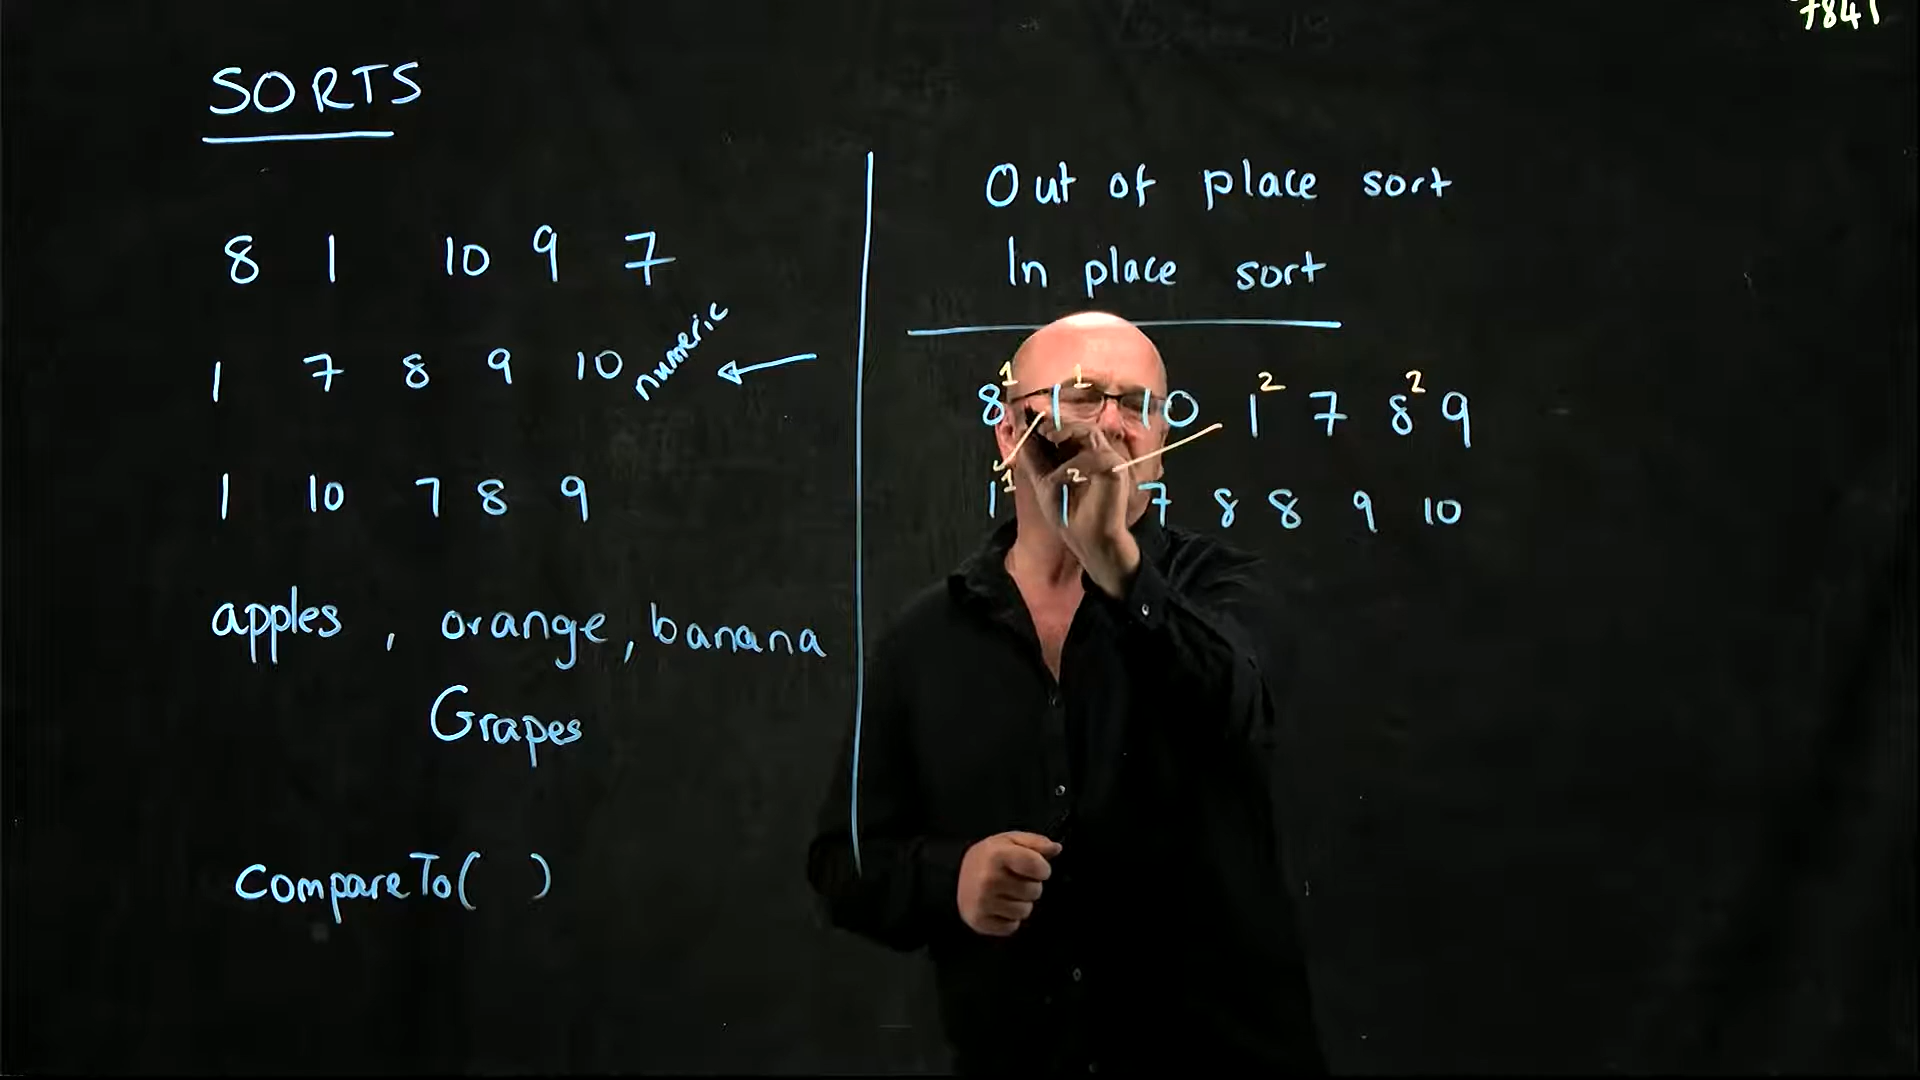 SORTS
8 1 10 9 7
1 7 8 9 10 numeric
1 10 7 8 9
apples, orange, banana
Grapes
compareTo( )
7841
Out of place sort
In place sort
8¹ 1¹ 10 1² 7 8² 9
1¹ 1² 7 8 8 9 10